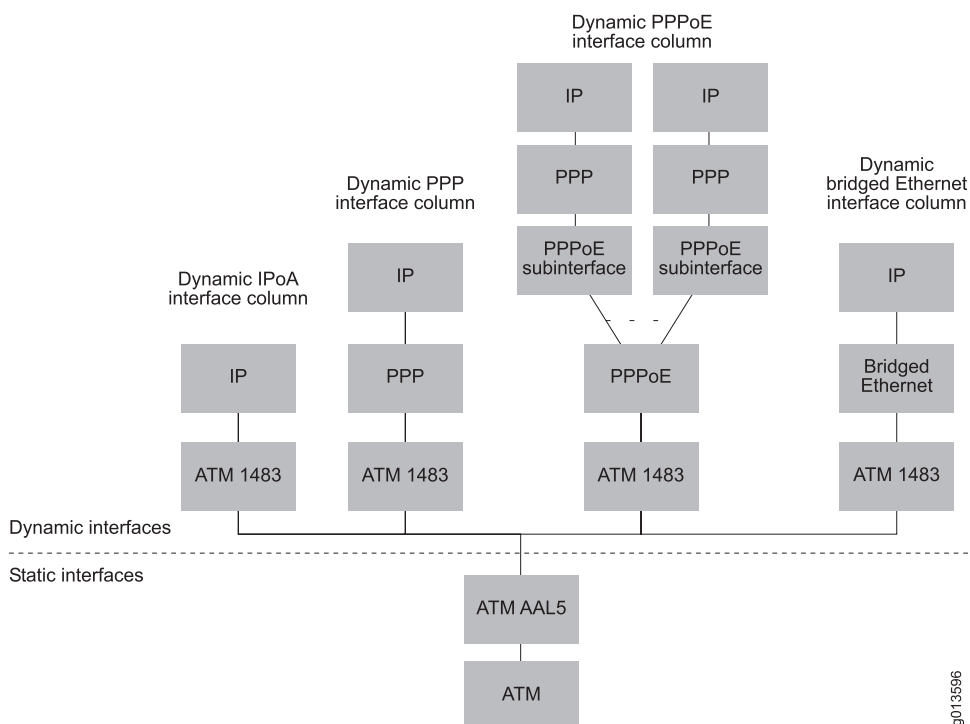 Dynamic PPPoE
interface column
IP
IP
Dynamic PPP
interface column
PPP
PPP
Dynamic
bridged Ethernet
interface column
Dynamic IPoA
interface column
IP
PPPoE
subinterface
PPPoE
subinterface
IP
IP
PPP
PPPoE
Bridged
Ethernet
ATM 1483
ATM 1483
ATM 1483
ATM 1483
Dynamic interfaces
Static interfaces
ATM AAL5
ATM
g013596